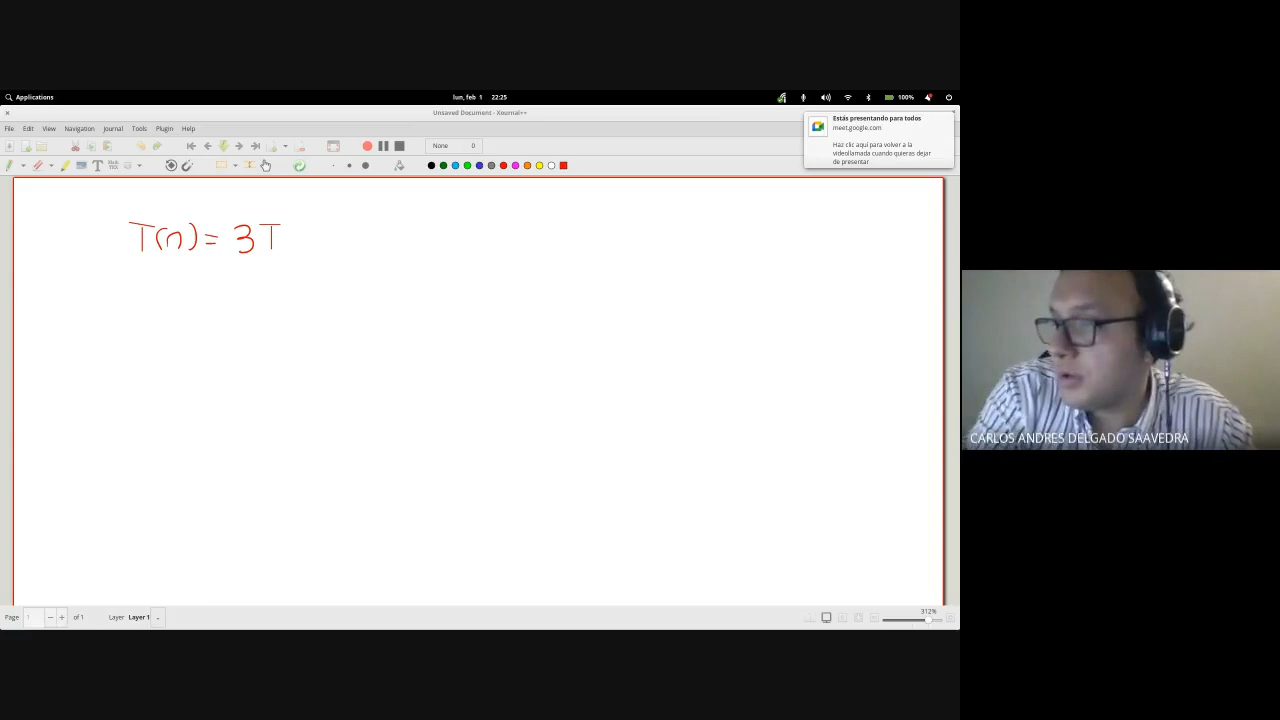 Applications
lun, feb 1 22:25
100%
Unsaved Document - Xournal++
File Edit View Navigation Journal Tools Plugin Help
Estás presentando para todos
meet.google.com
Haz clic aquí para volver a la
videollamada cuando quieras dejar
de presentar
None 0
T(n) = 3T
CARLOS ANDRES DELGADO SAAVEDRA
Page 1 of 1 Layer Layer 1
312%